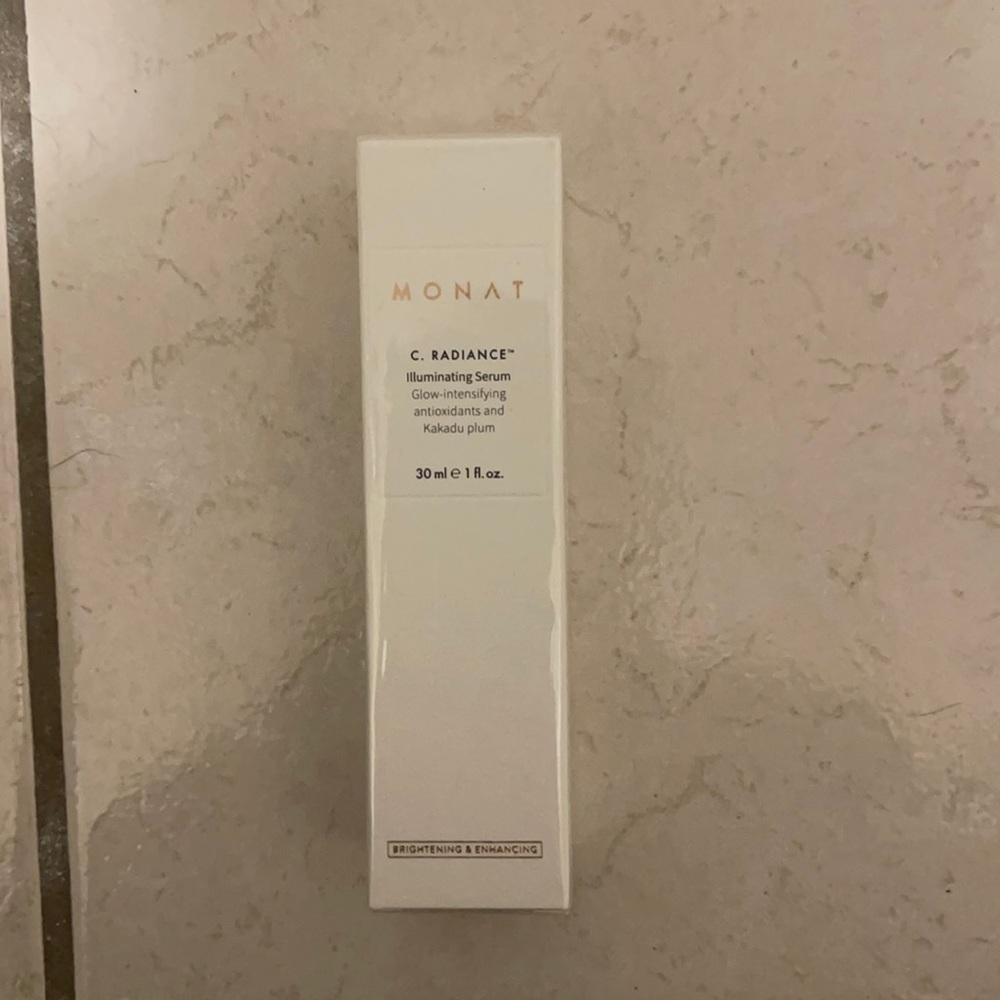 MONAT
C. RADIANCE™
Illuminating Serum
Glow-intensifying
antioxidants and
Kakadu plum
30 ml ℮ 1 fl. oz.
BRIGHTENING & ENHANCING